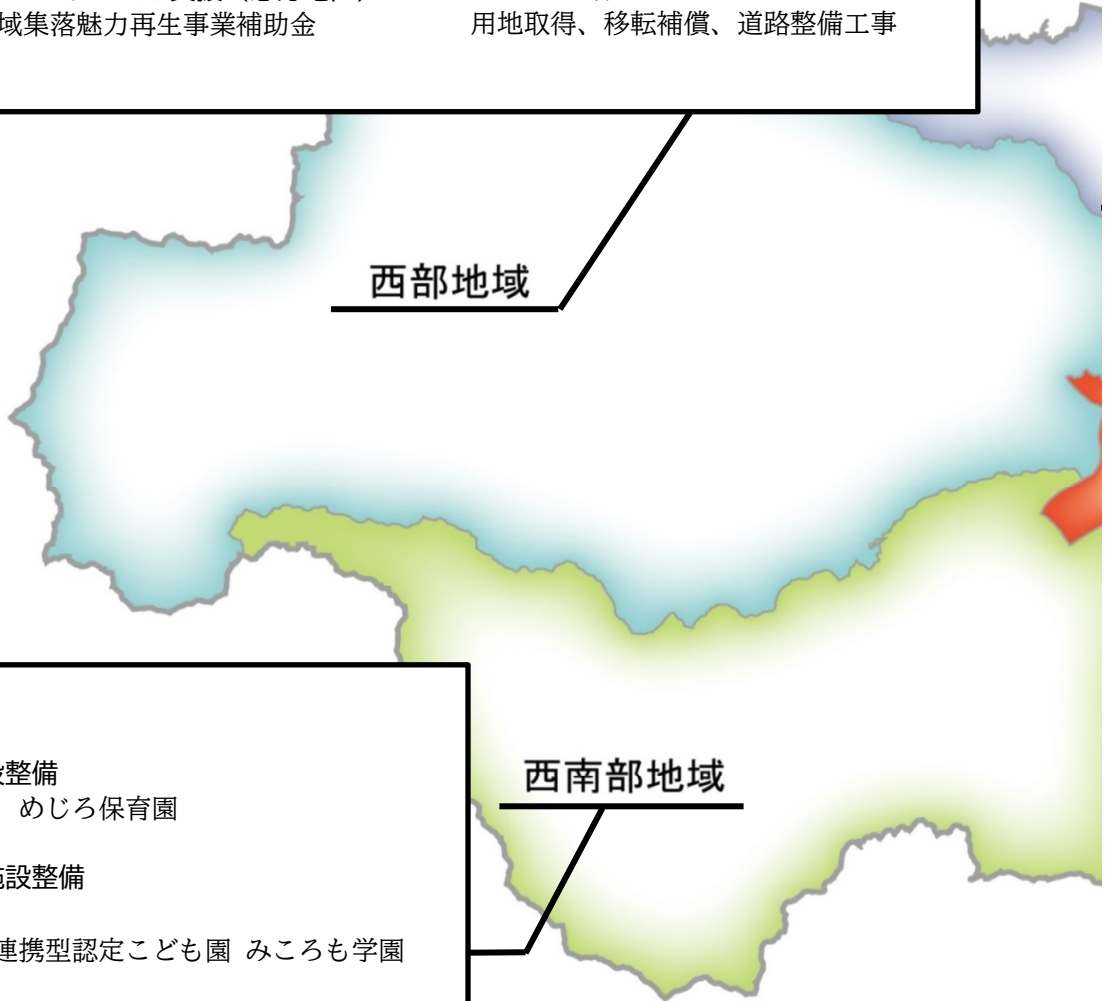 域集落魅力再生事業補助金
用地取得、移転補償、道路整備工事
西部地域
整備
めじろ保育園
設整備
連携型認定こども園 みころも学園
西南部地域